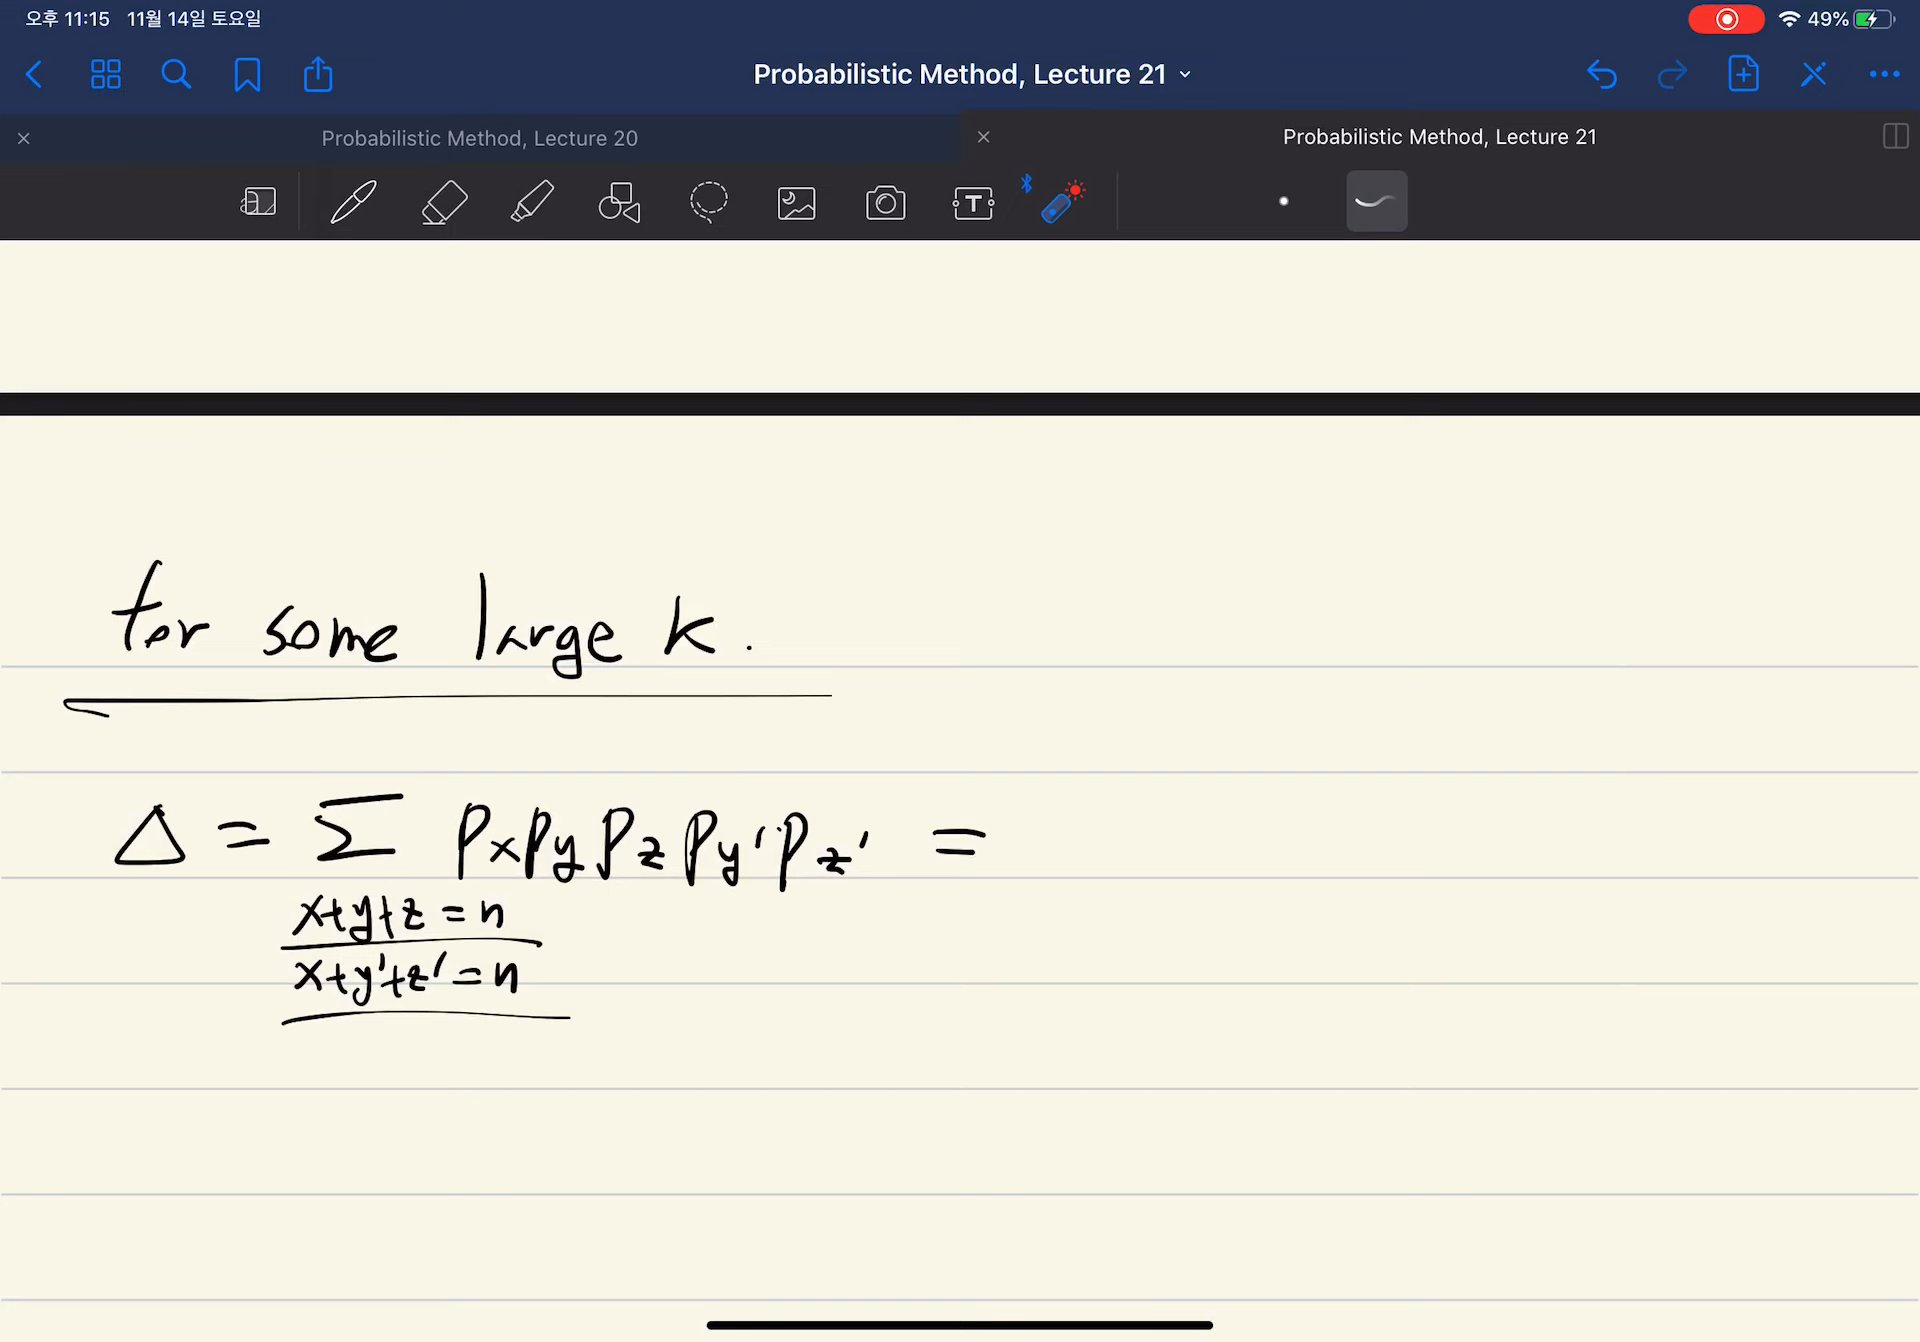 오후 11:15 11월 14일 토요일 49%
Probabilistic Method, Lecture 21
Probabilistic Method, Lecture 20 Probabilistic Method, Lecture 21
for some large k.
Δ = Σ PxPyPzPy'Pz' =
x+y+z=n
x+y'+z'=n